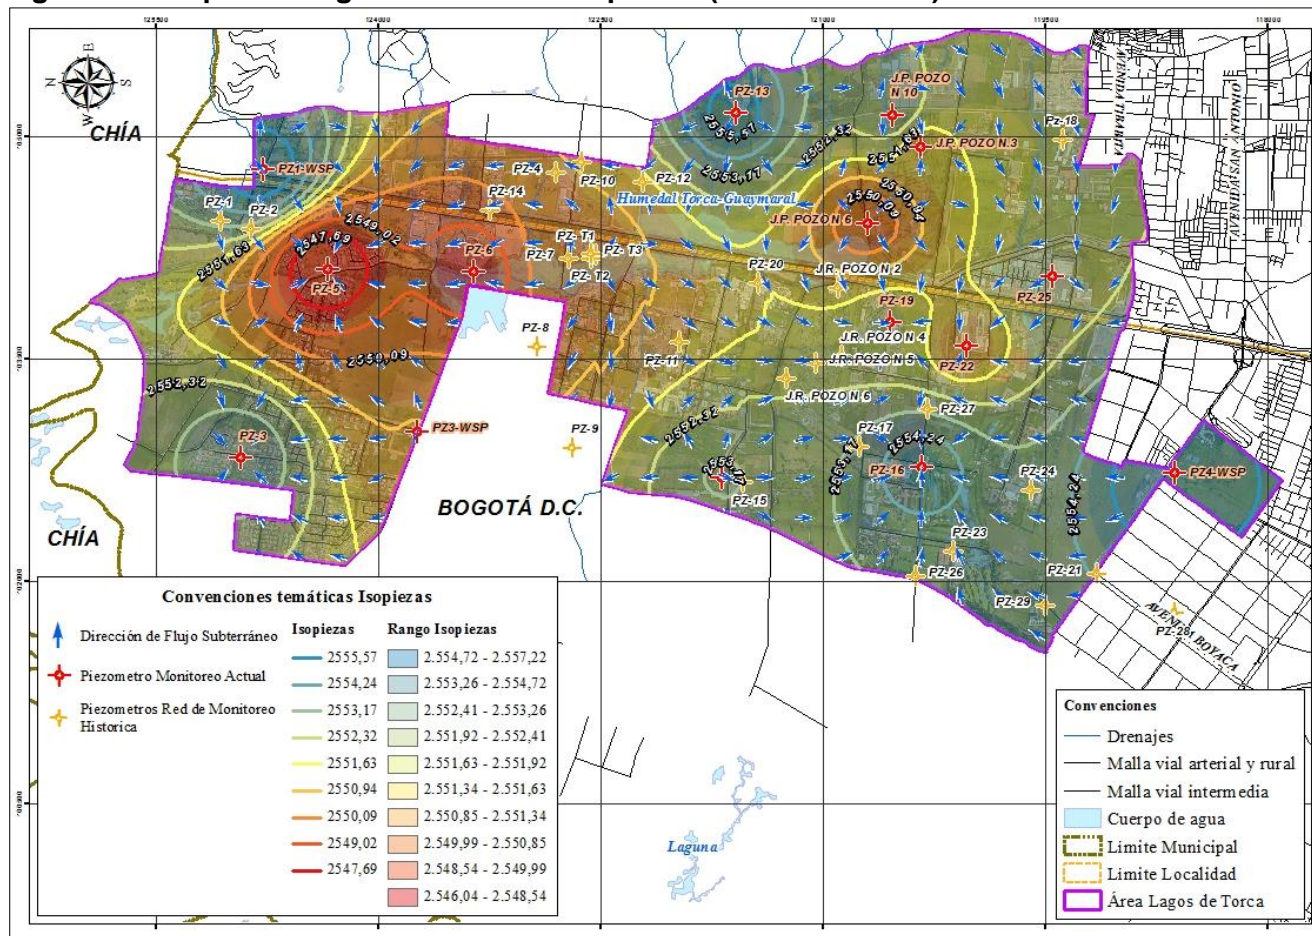 125500
124000
122500
121000
119500
118000
E
N
S
W
CHÍA
J.P. POZO
N 10
PZ-13
2555,57
2552,32
2551,63
J.P. POZO N 3
PZ-18
AVENIDA SAN ANTONIO
PZ1-WSP
PZ-4
PZ-10
PZ-12
2553,17
Humedal Torca-Guaymaral
PZ-1
PZ-2
PZ-14
2550,09
J.P. POZO N 6
2549,02
2547,69
2551,63
PZ-5
PZ-6
PZ-7
PZ- T1
PZ- T3
PZ- T2
PZ-20
J.R. POZO N 2
PZ-25
PZ-19
PZ-8
J.R. POZO N 4
PZ-11
J.R. POZO N 5
PZ-22
2550,09
2552,32
J.R. POZO N 6
PZ-27
PZ3-WSP
2552,32
PZ-3
PZ-9
PZ-17
2554,24
2553,17
2553,17
PZ-16
PZ-24
PZ4-WSP
2554,24
PZ-15
BOGOTÁ D.C.
CHÍA
PZ-23
PZ-26
PZ-21
PZ-29
PZ-28
AVENIDA BOYACA
Laguna
Convenciones temáticas Isopiezas
Dirección de Flujo Subterráneo
Piezometro Monitoreo Actual
Piezometros Red de Monitoreo
Historica
Isopiezas
2555,57
2554,24
2553,17
2552,32
2551,63
2550,94
2550,09
2549,02
2547,69
Rango Isopiezas
2.554,72 - 2.557,22
2.553,26 - 2.554,72
2.552,41 - 2.553,26
2.551,92 - 2.552,41
2.551,63 - 2.551,92
2.551,34 - 2.551,63
2.550,85 - 2.551,34
2.549,99 - 2.550,85
2.548,54 - 2.549,99
2.546,04 - 2.548,54
Convenciones
Drenajes
Malla vial arterial y rural
Malla vial intermedia
Cuerpo de agua
Limite Municipal
Limite Localidad
Área Lagos de Torca